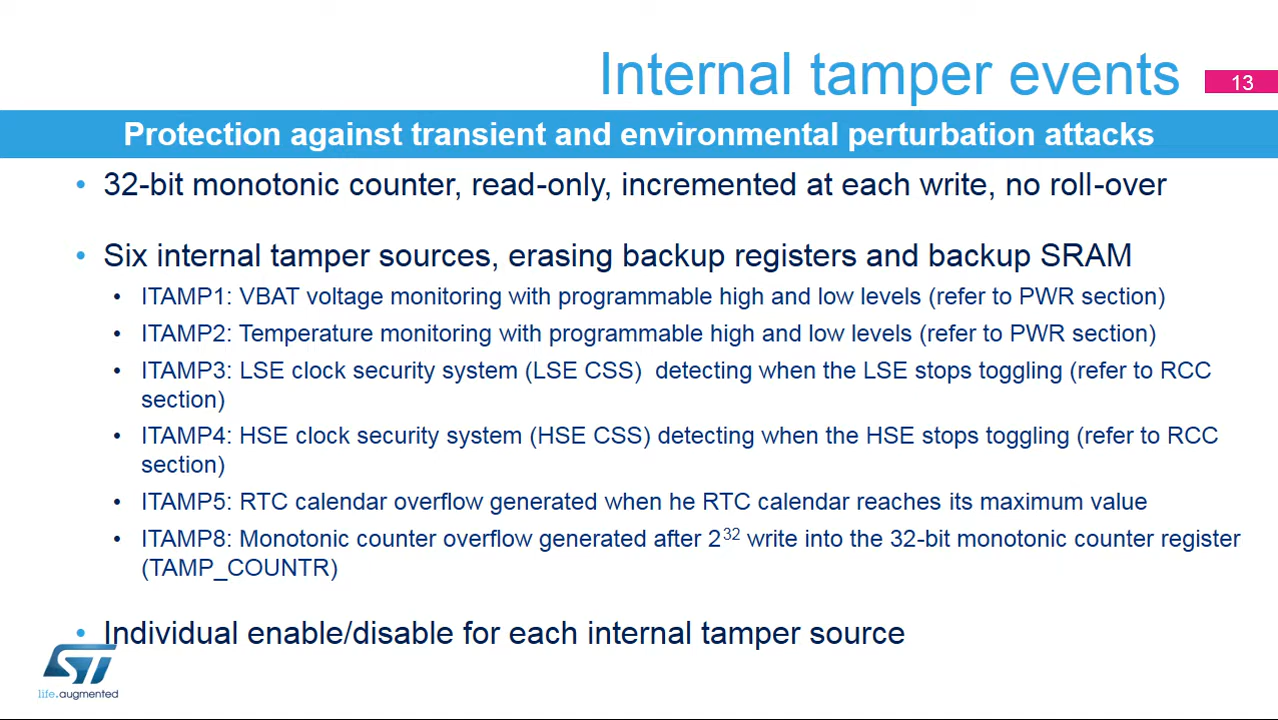 Internal tamper events
13
Protection against transient and environmental perturbation attacks
• 32-bit monotonic counter, read-only, incremented at each write, no roll-over
• Six internal tamper sources, erasing backup registers and backup SRAM
• ITAMP1: VBAT voltage monitoring with programmable high and low levels (refer to PWR section)
• ITAMP2: Temperature monitoring with programmable high and low levels (refer to PWR section)
• ITAMP3: LSE clock security system (LSE CSS)  detecting when the LSE stops toggling (refer to RCC
section)
• ITAMP4: HSE clock security system (HSE CSS) detecting when the HSE stops toggling (refer to RCC
section)
• ITAMP5: RTC calendar overflow generated when he RTC calendar reaches its maximum value
• ITAMP8: Monotonic counter overflow generated after 2³² write into the 32-bit monotonic counter register
(TAMP_COUNTR)
• Individual enable/disable for each internal tamper source
ST
life.augmented